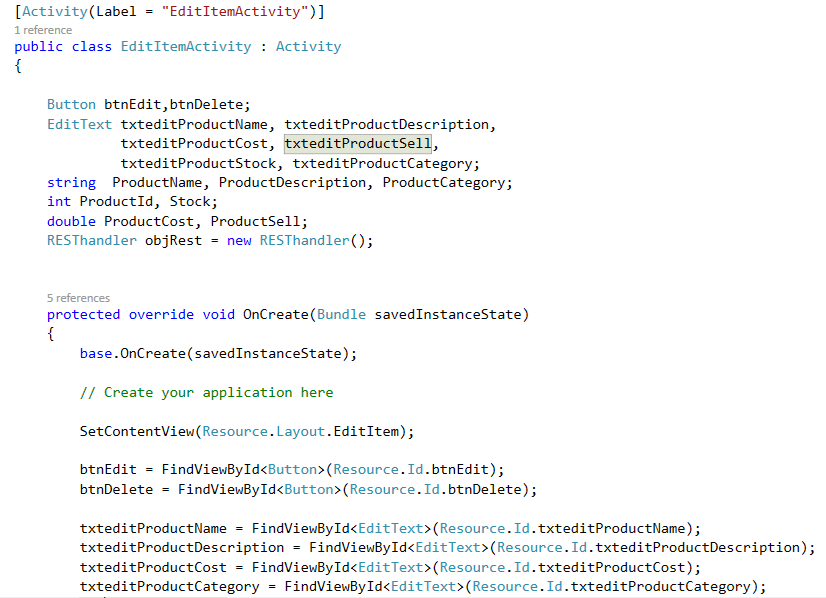 [Activity(Label = "EditItemActivity")]
1 reference
public class EditItemActivity : Activity
{
Button btnEdit,btnDelete;
EditText txteditProductName, txteditProductDescription,
txteditProductCost, txteditProductSell,
txteditProductStock, txteditProductCategory;
string  ProductName, ProductDescription, ProductCategory;
int ProductId, Stock;
double ProductCost, ProductSell;
RESThandler objRest = new RESThandler();
5 references
protected override void OnCreate(Bundle savedInstanceState)
{
base.OnCreate(savedInstanceState);
// Create your application here
SetContentView(Resource.Layout.EditItem);
btnEdit = FindViewById<Button>(Resource.Id.btnEdit);
btnDelete = FindViewById<Button>(Resource.Id.btnDelete);
txteditProductName = FindViewById<EditText>(Resource.Id.txteditProductName);
txteditProductDescription = FindViewById<EditText>(Resource.Id.txteditProductDescription);
txteditProductCost = FindViewById<EditText>(Resource.Id.txteditProductCost);
txteditProductCategory = FindViewById<EditText>(Resource.Id.txteditProductCategory);